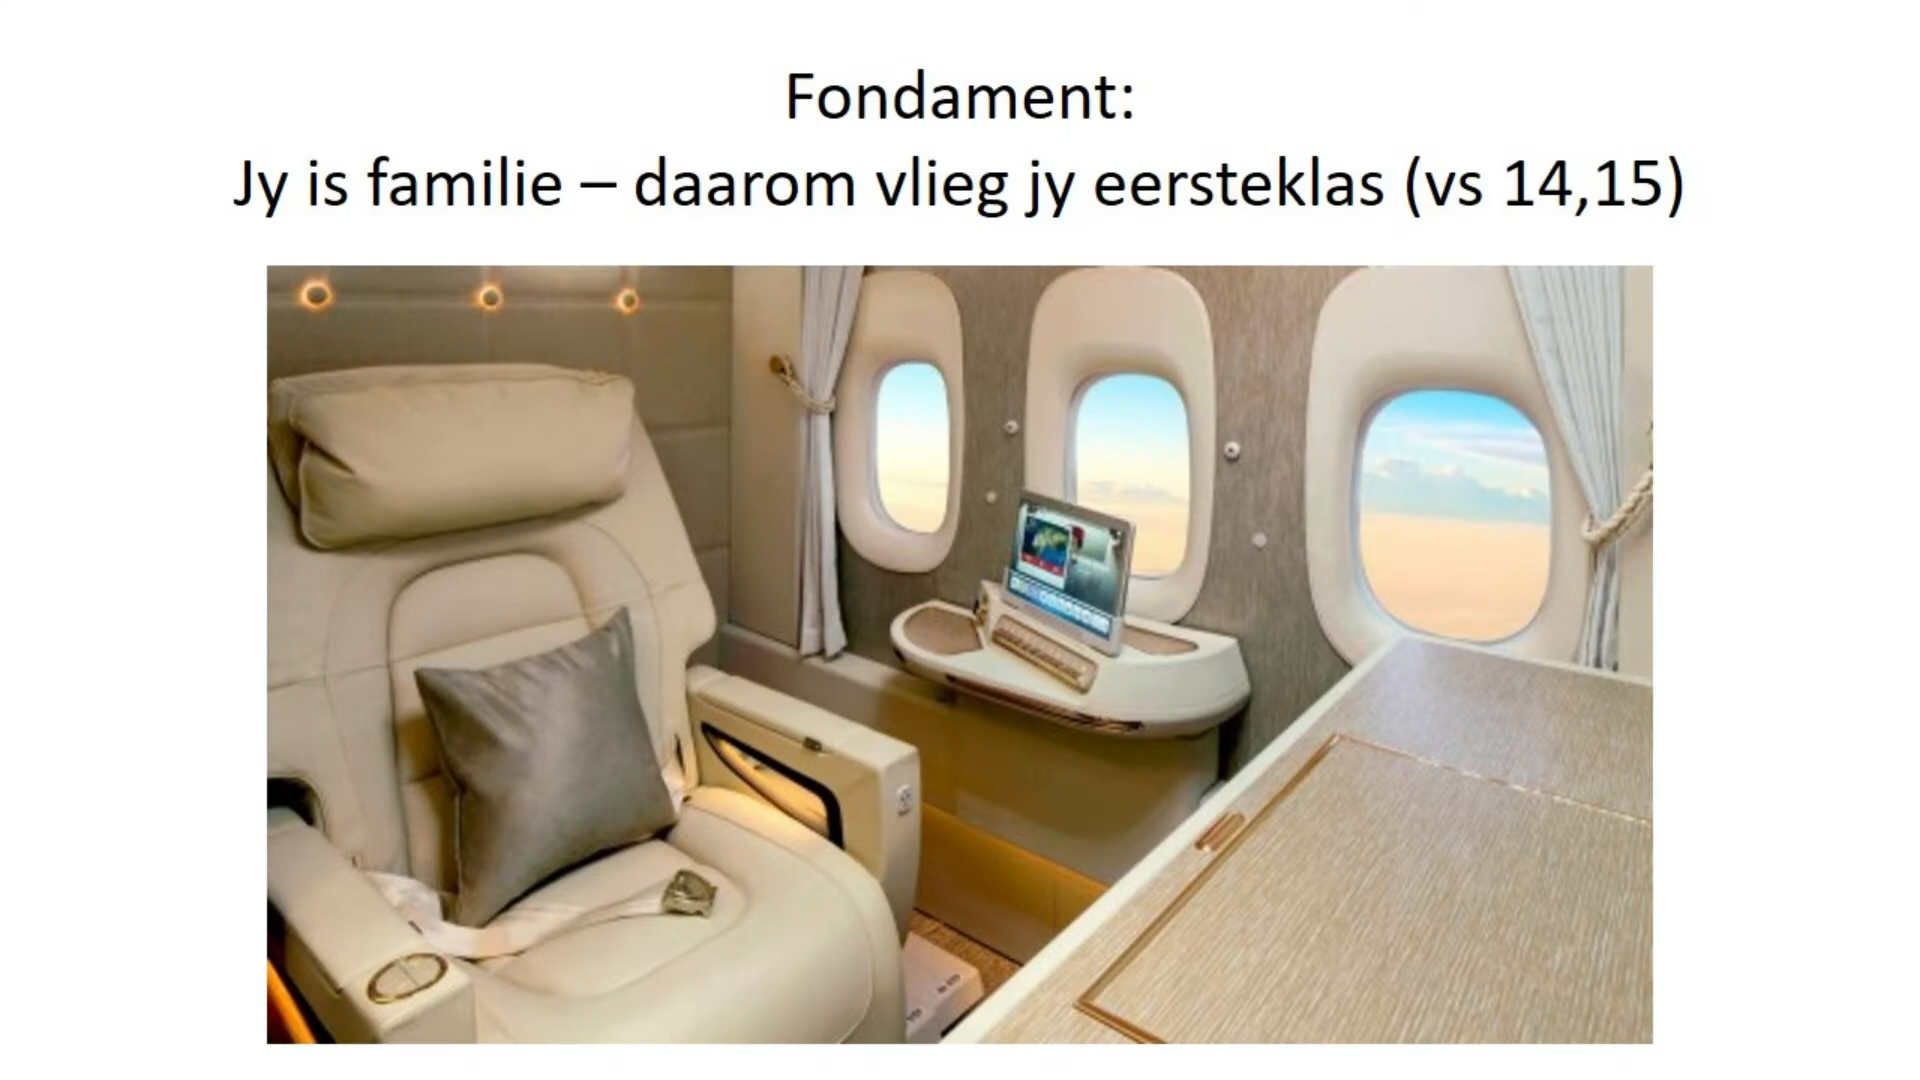 Fondament:
Jy is familie – daarom vlieg jy eersteklas (vs 14,15)